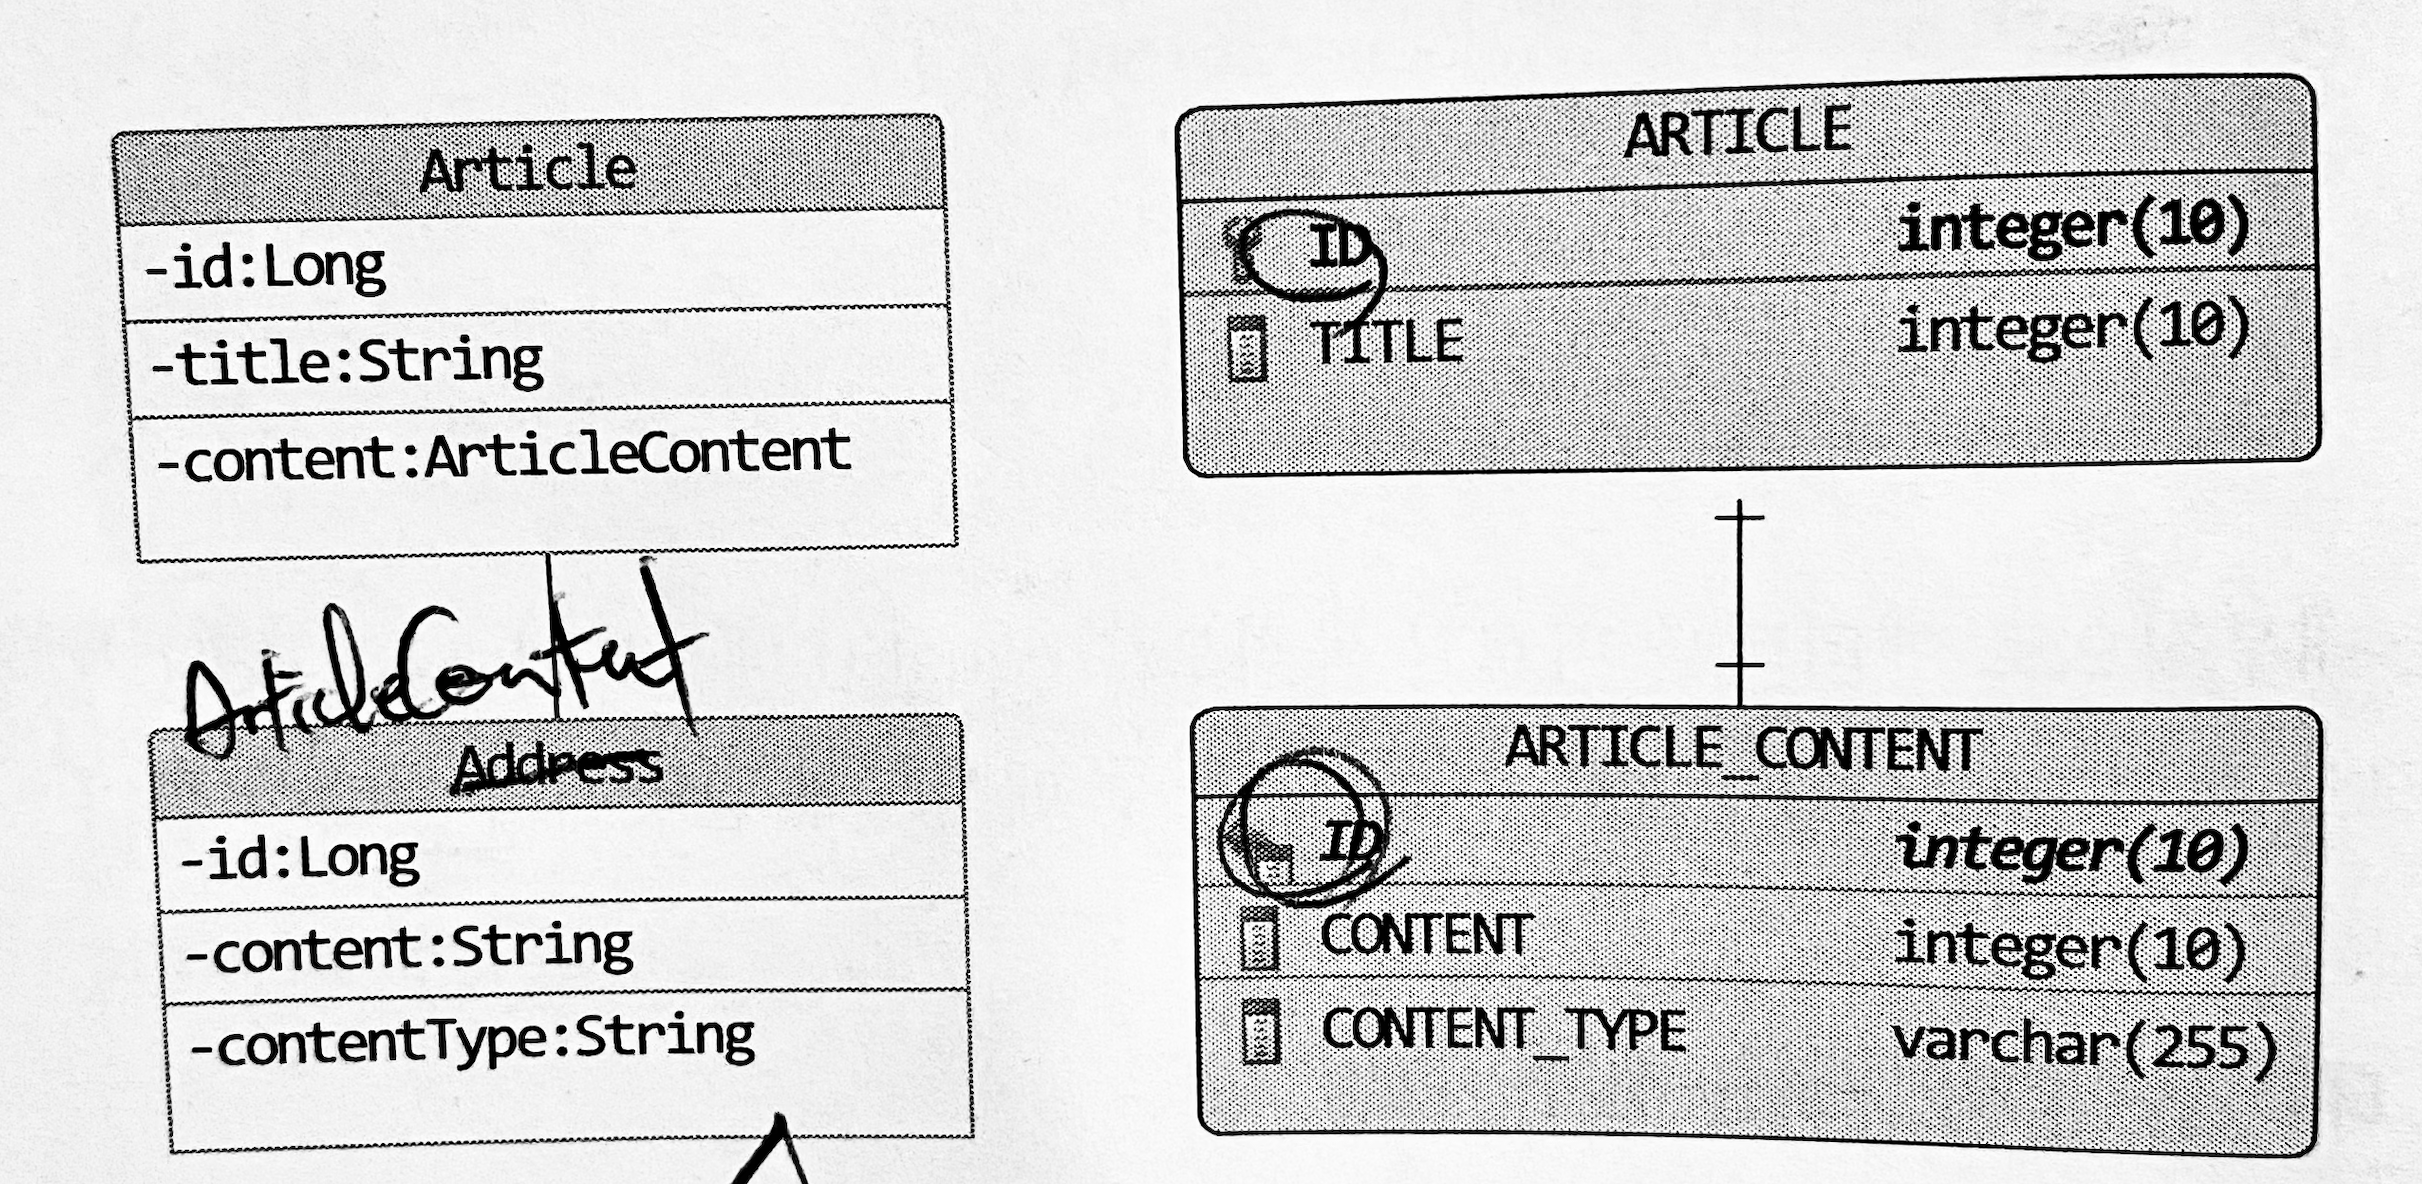 Article
-id:Long
-title:String
-content:ArticleContent
ArticleContent
Address
-id:Long
-content:String
-contentType:String
ARTICLE
ID integer(10)
TITLE integer(10)
ARTICLE_CONTENT
ID integer(10)
CONTENT integer(10)
CONTENT_TYPE varchar(255)